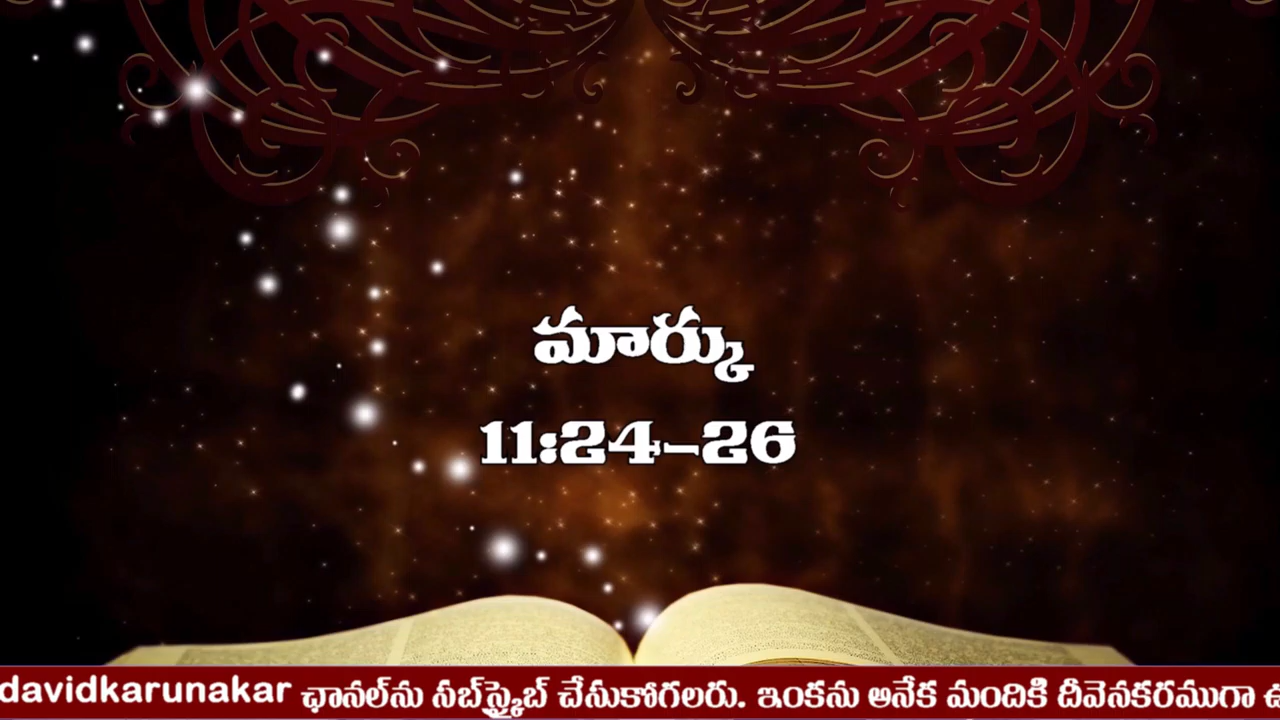 మార్కు
11:24-26
davidkarunakar ఛానల్‌ను సబ్‌స్క్రైబ్ చేసుకోగలరు. ఇంకను అనేక మందికి దీవెనకరముగా ఉ